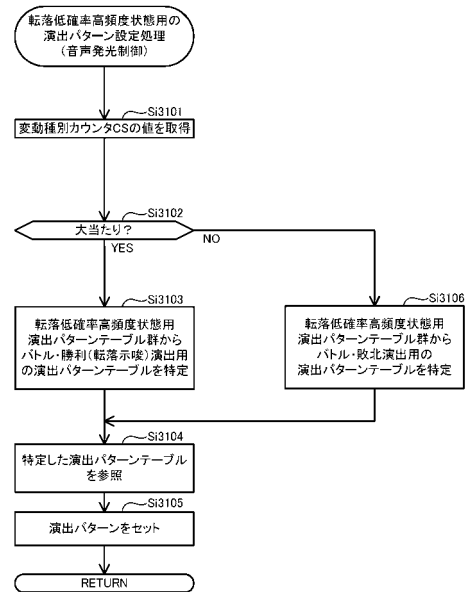 転落低確率高頻度状態用の
演出パターン設定処理
(音声発光制御)
Si3101
変動種別カウンタCSの値を取得
Si3102
大当たり?
YES
NO
Si3103
転落低確率高頻度状態用
演出パターンテーブル群から
バトル・勝利(転落示唆)演出用
の演出パターンテーブルを特定
Si3106
転落低確率高頻度状態用
演出パターンテーブル群から
バトル・敗北演出用の
演出パターンテーブルを特定
Si3104
特定した演出パターンテーブル
を参照
Si3105
演出パターンをセット
RETURN